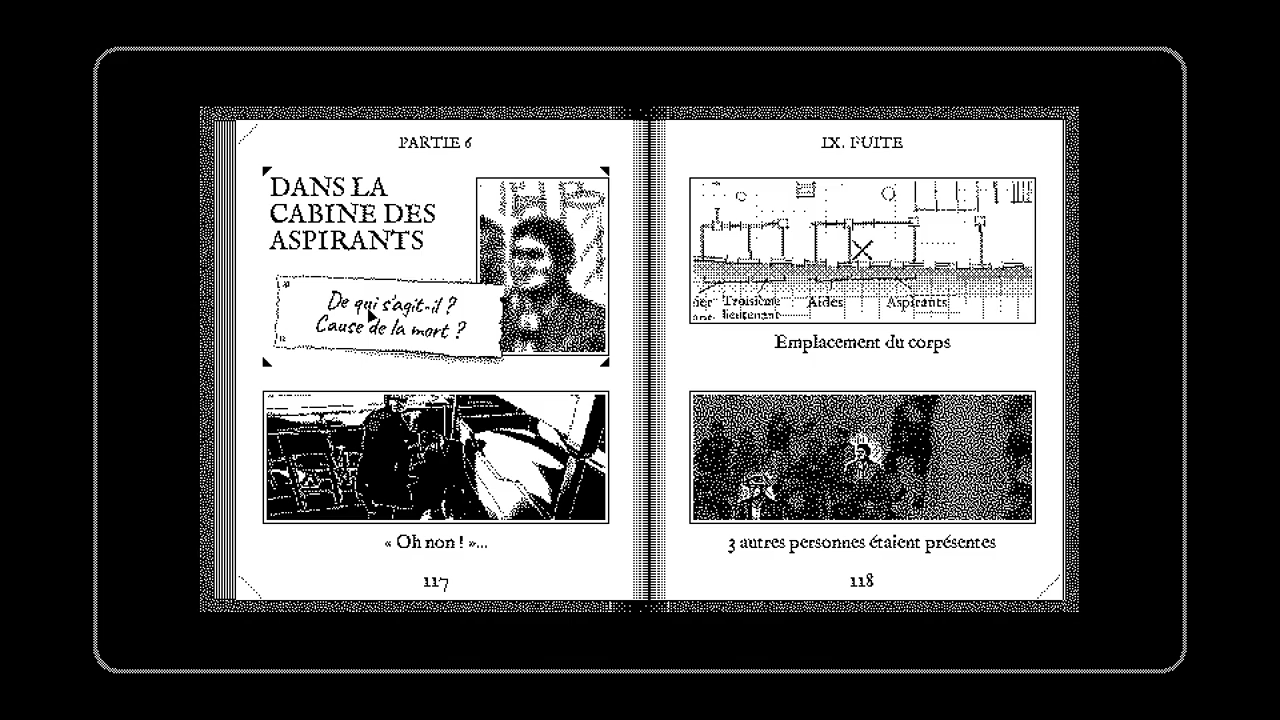 PARTIE 6
DANS LA
CABINE DES
ASPIRANTS
De qui s'agit-il ?
Cause de la mort ?
« Oh non ! »...
117
IX. FUITE
Troisième
lieutenant
Aides
Aspirants
Emplacement du corps
3 autres personnes étaient présentes
118